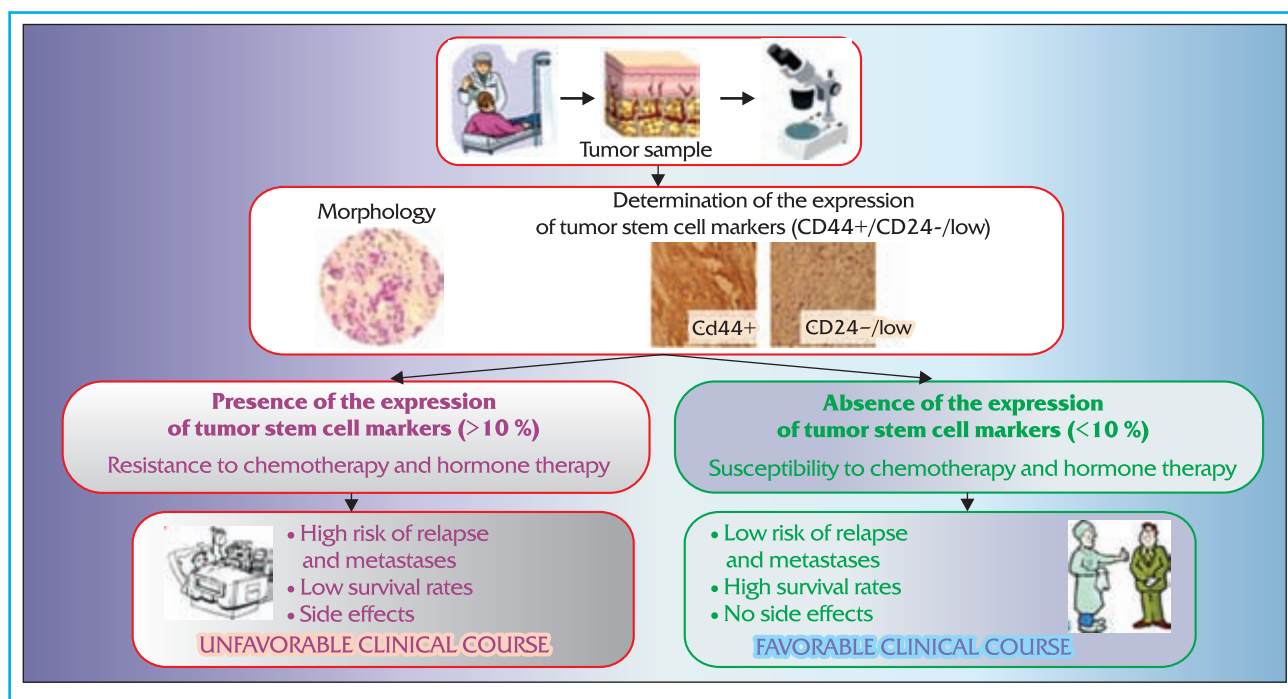 Tumor sample
Morphology
Determination of the expression
of tumor stem cell markers (CD44+/CD24-/low)
Cd44+
CD24−/low
Presence of the expression
of tumor stem cell markers (>10 %)
Resistance to chemotherapy and hormone therapy
Absence of the expression
of tumor stem cell markers (<10 %)
Susceptibility to chemotherapy and hormone therapy
• High risk of relapse
and metastases
• Low survival rates
• Side effects
UNFAVORABLE CLINICAL COURSE
• Low risk of relapse
and metastases
• High survival rates
• No side effects
FAVORABLE CLINICAL COURSE